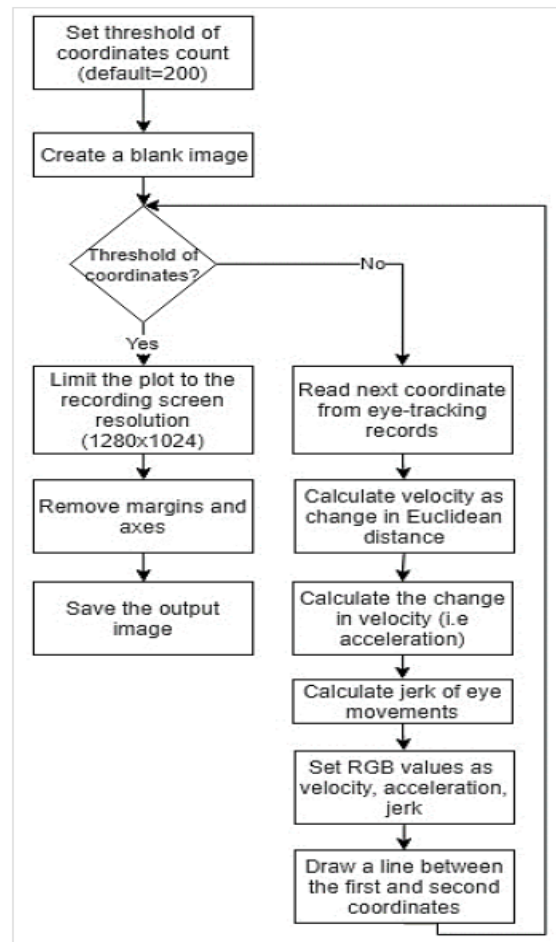 Set threshold of
coordinates count
(default=200)
Create a blank image
Threshold of
coordinates?
No
Yes
Limit the plot to the
recording screen
resolution
(1280x1024)
Remove margins and
axes
Save the output
image
Read next coordinate
from eye-tracking
records
Calculate velocity as
change in Euclidean
distance
Calculate the change
in velocity (i.e
acceleration)
Calculate jerk of eye
movements
Set RGB values as
velocity, acceleration,
jerk
Draw a line between
the first and second
coordinates